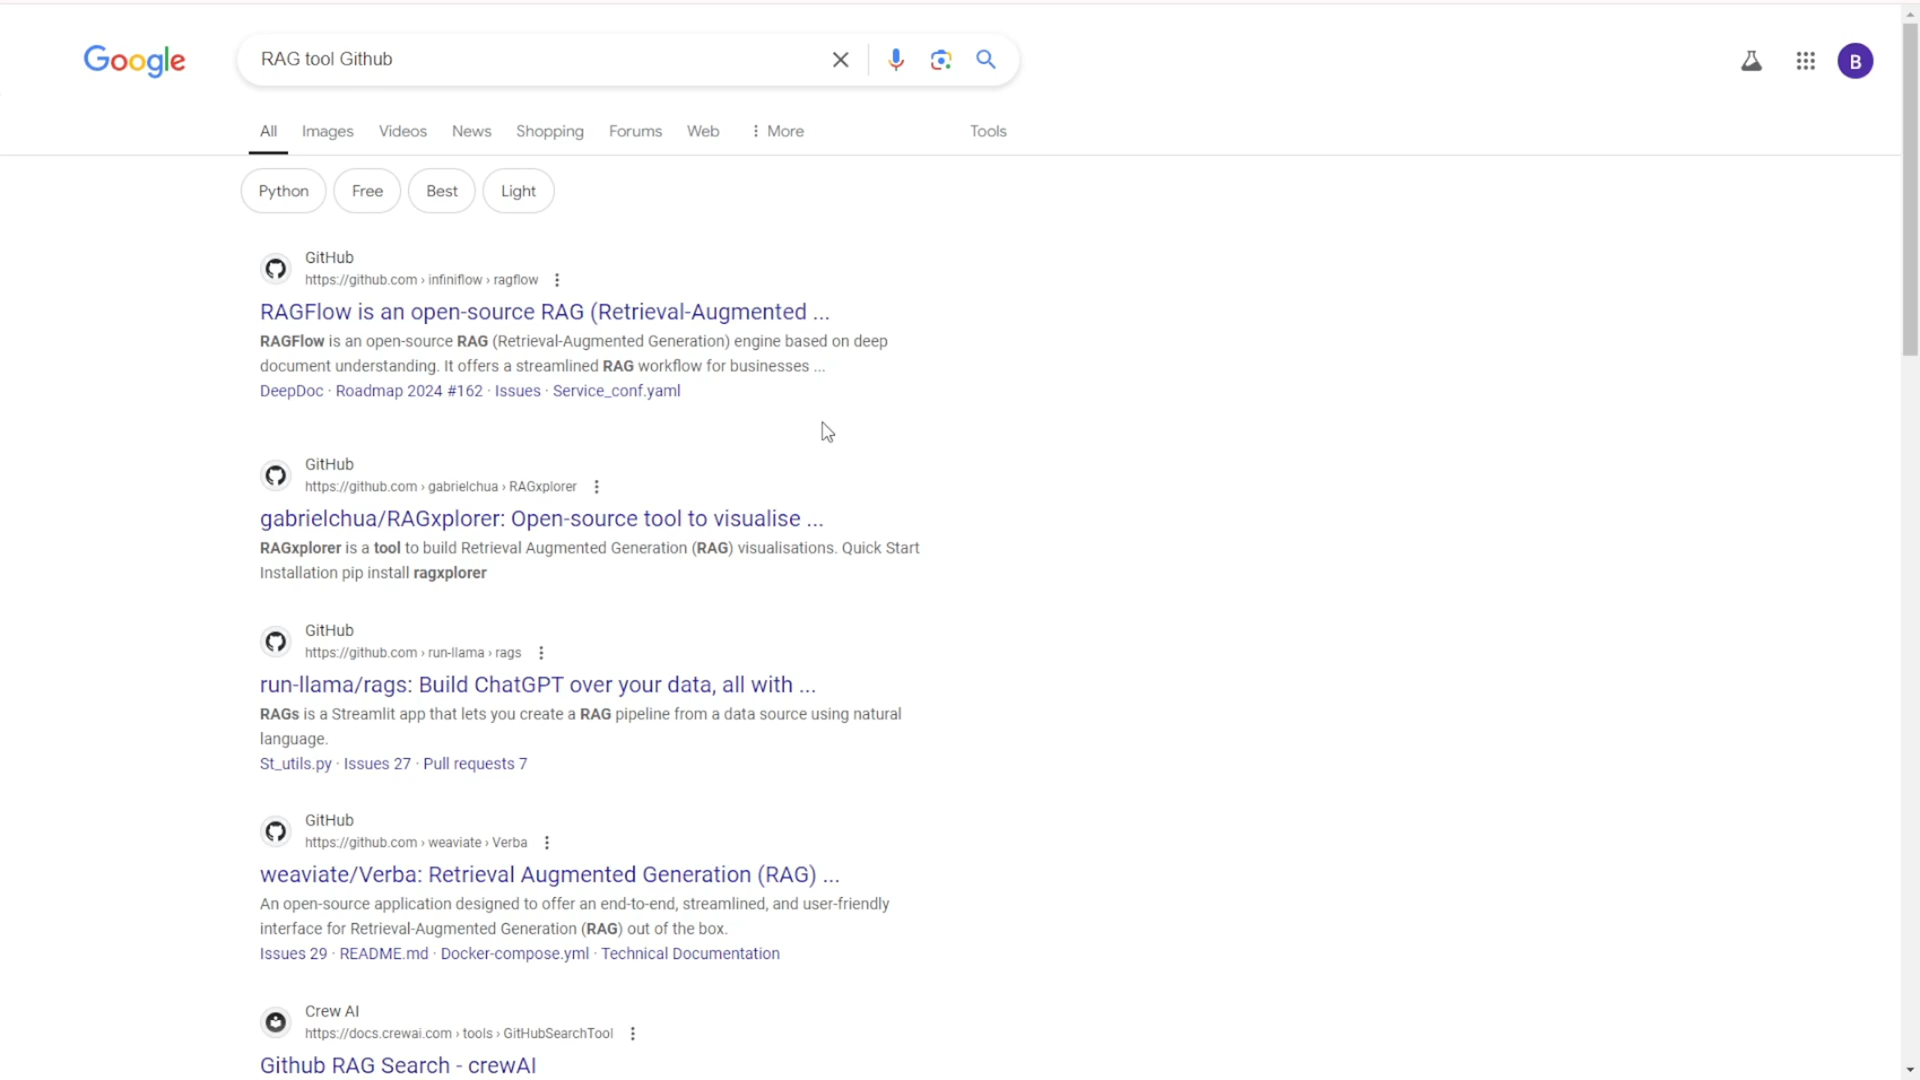 Google
RAG tool Github
B
All Images Videos News Shopping Forums Web More Tools
Python Free Best Light
GitHub
https://github.com › infiniflow › ragflow
RAGFlow is an open-source RAG (Retrieval-Augmented ...
RAGFlow is an open-source RAG (Retrieval-Augmented Generation) engine based on deep
document understanding. It offers a streamlined RAG workflow for businesses ...
DeepDoc · Roadmap 2024 #162 · Issues · Service_conf.yaml
GitHub
https://github.com › gabrielchua › RAGxplorer
gabrielchua/RAGxplorer: Open-source tool to visualise ...
RAGxplorer is a tool to build Retrieval Augmented Generation (RAG) visualisations. Quick Start
Installation pip install ragxplorer
GitHub
https://github.com › run-llama › rags
run-llama/rags: Build ChatGPT over your data, all with ...
RAGs is a Streamlit app that lets you create a RAG pipeline from a data source using natural
language.
St_utils.py · Issues 27 · Pull requests 7
GitHub
https://github.com › weaviate › Verba
weaviate/Verba: Retrieval Augmented Generation (RAG) ...
An open-source application designed to offer an end-to-end, streamlined, and user-friendly
interface for Retrieval-Augmented Generation (RAG) out of the box.
Issues 29 · README.md · Docker-compose.yml · Technical Documentation
Crew AI
https://docs.crewai.com › tools › GitHubSearchTool
Github RAG Search - crewAI